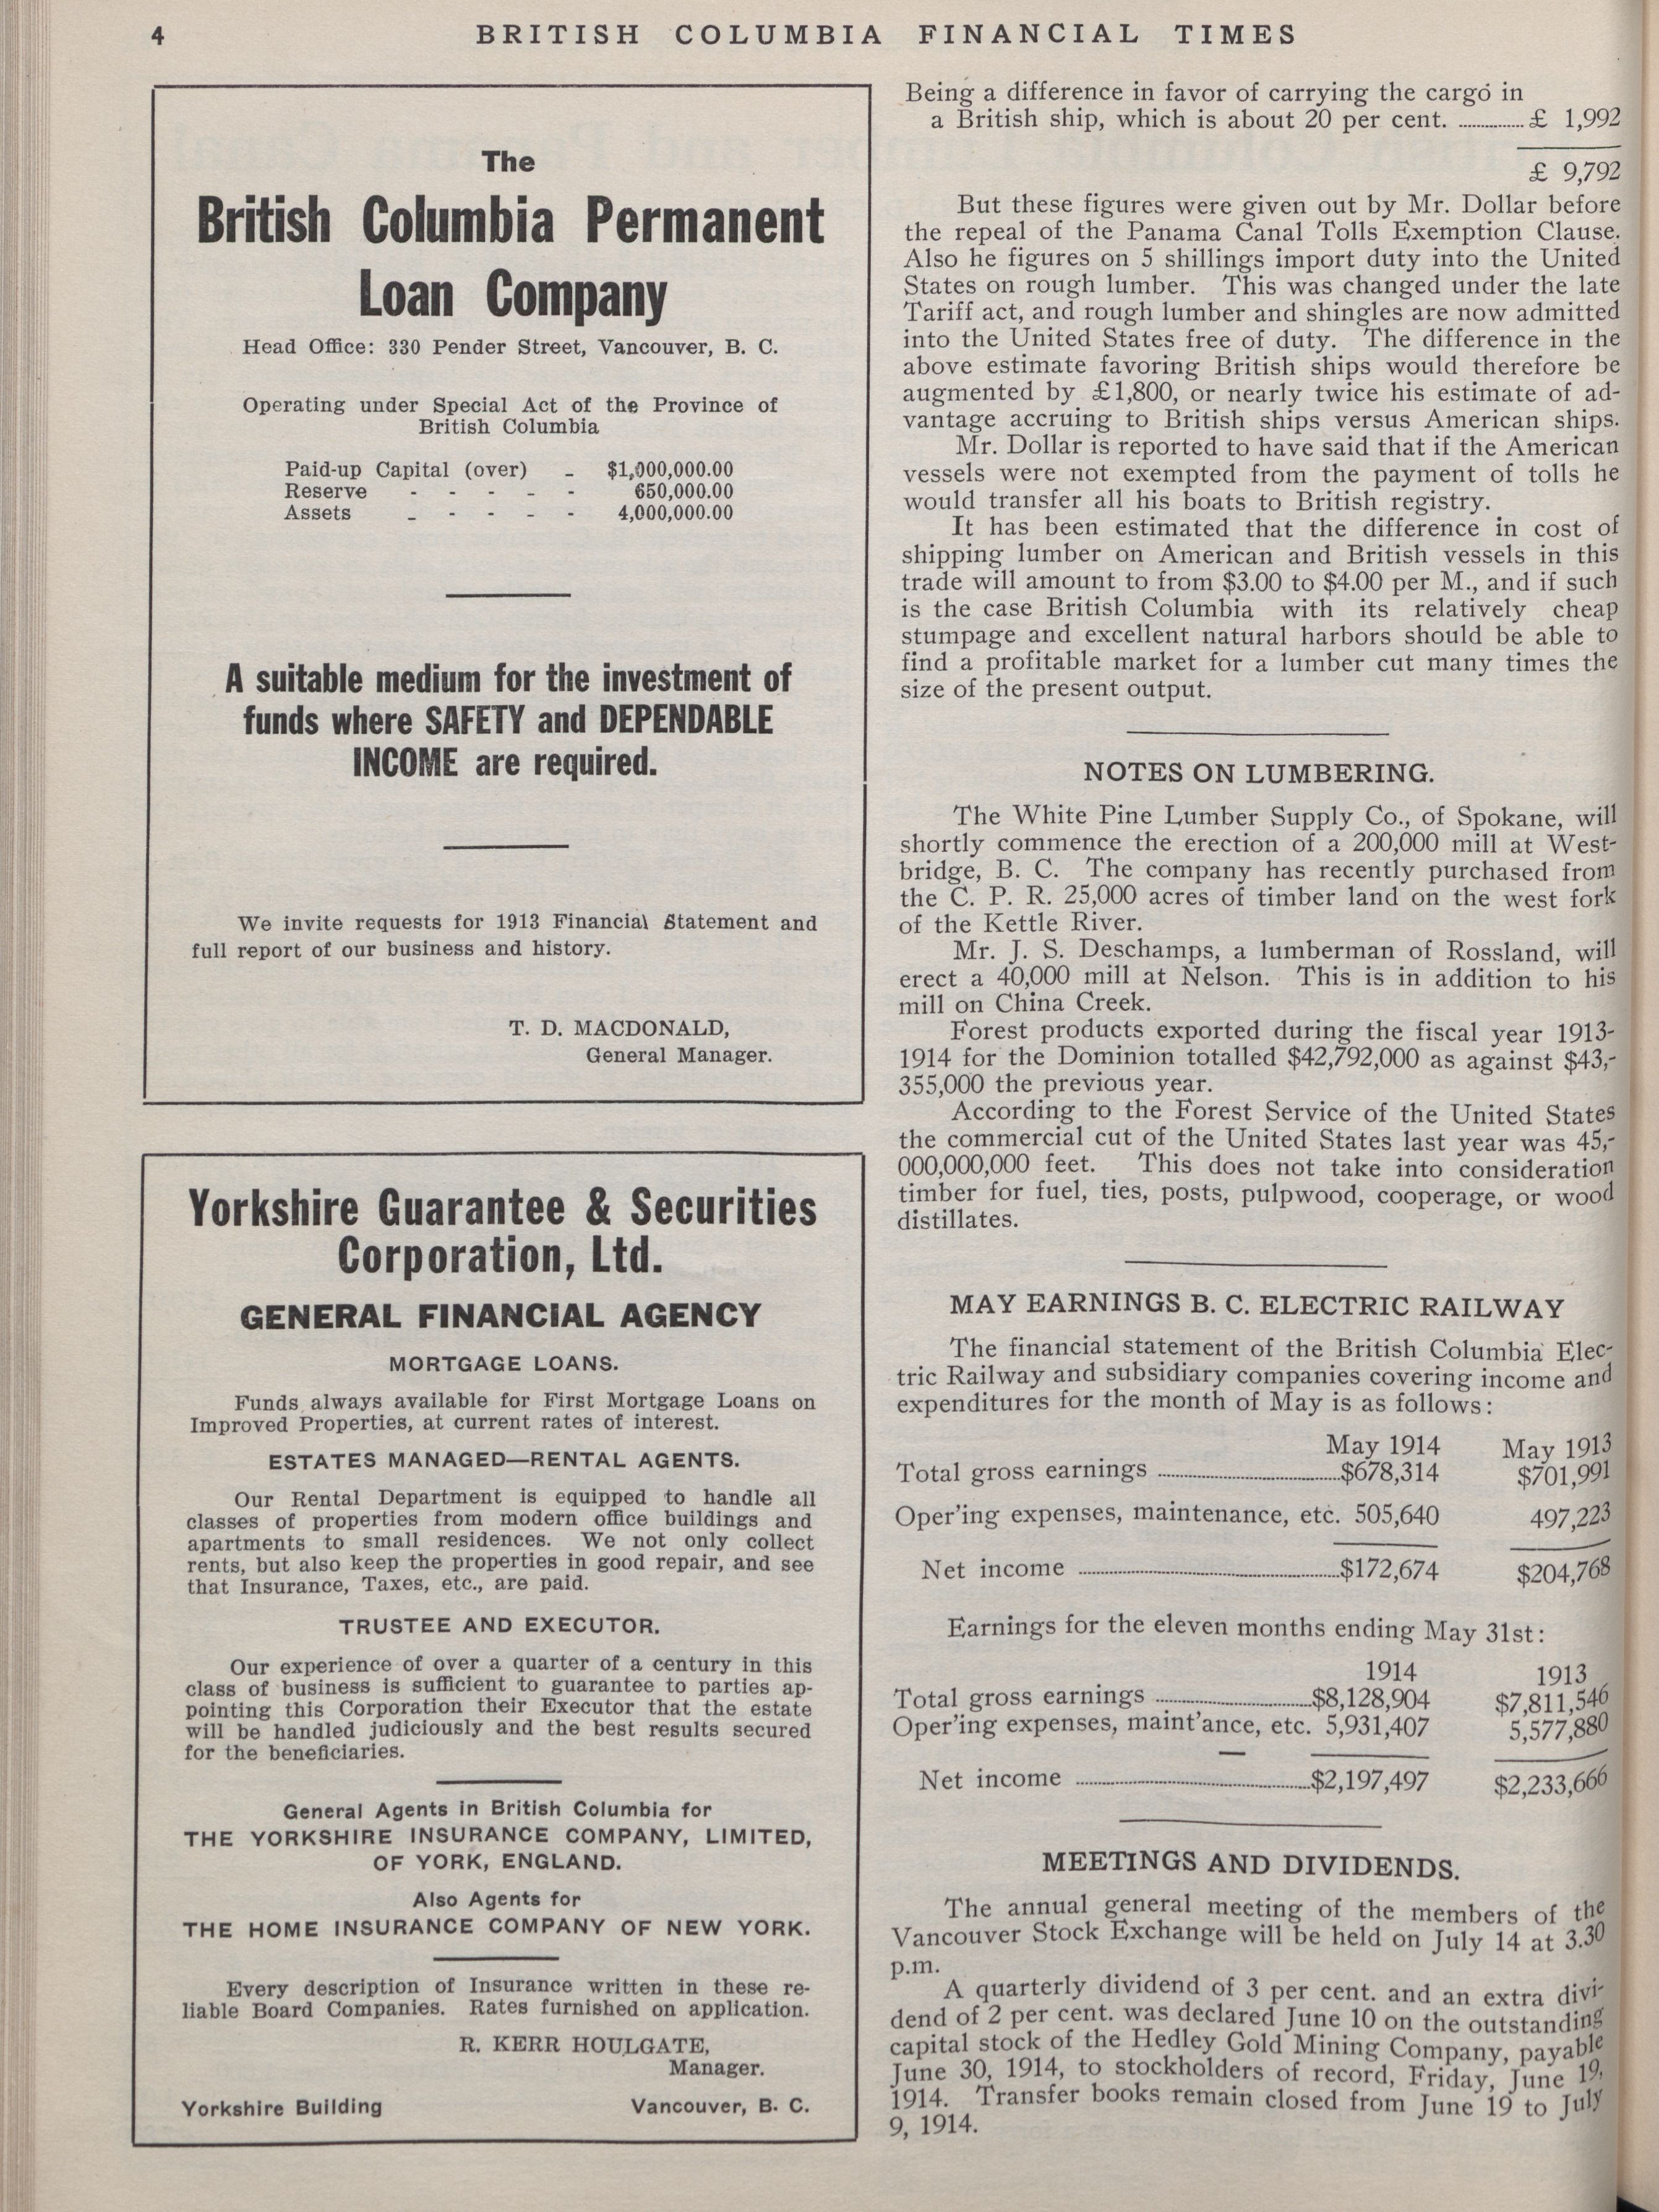 4
BRITISH COLUMBIA FINANCIAL TIMES
The
British Columbia Permanent
Loan Company
Head Office: 330 Pender Street, Vancouver, B. C.
Operating under Special Act of the Province of
British Columbia
Paid-up Capital (over) - $1,000,000.00
Reserve - - - - - 650,000.00
Assets - - - - - 4,000,000.00
A suitable medium for the investment of
funds where SAFETY and DEPENDABLE
INCOME are required.
We invite requests for 1913 Financial Statement and
full report of our business and history.
T. D. MACDONALD,
General Manager.
Yorkshire Guarantee & Securities
Corporation, Ltd.
GENERAL FINANCIAL AGENCY
MORTGAGE LOANS.
Funds always available for First Mortgage Loans on
Improved Properties, at current rates of interest.
ESTATES MANAGED—RENTAL AGENTS.
Our Rental Department is equipped to handle all
classes of properties from modern office buildings and
apartments to small residences. We not only collect
rents, but also keep the properties in good repair, and see
that Insurance, Taxes, etc., are paid.
TRUSTEE AND EXECUTOR.
Our experience of over a quarter of a century in this
class of business is sufficient to guarantee to parties ap-
pointing this Corporation their Executor that the estate
will be handled judiciously and the best results secured
for the beneficiaries.
General Agents in British Columbia for
THE YORKSHIRE INSURANCE COMPANY, LIMITED,
OF YORK, ENGLAND.
Also Agents for
THE HOME INSURANCE COMPANY OF NEW YORK.
Every description of Insurance written in these re-
liable Board Companies. Rates furnished on application.
R. KERR HOULGATE,
Manager.
Yorkshire Building Vancouver, B. C.
Being a difference in favor of carrying the cargo in
a British ship, which is about 20 per cent. ............ £ 1,992
£ 9,792
But these figures were given out by Mr. Dollar before
the repeal of the Panama Canal Tolls Exemption Clause.
Also he figures on 5 shillings import duty into the United
States on rough lumber. This was changed under the late
Tariff act, and rough lumber and shingles are now admitted
into the United States free of duty. The difference in the
above estimate favoring British ships would therefore be
augmented by £1,800, or nearly twice his estimate of ad-
vantage accruing to British ships versus American ships.
Mr. Dollar is reported to have said that if the American
vessels were not exempted from the payment of tolls he
would transfer all his boats to British registry.
It has been estimated that the difference in cost of
shipping lumber on American and British vessels in this
trade will amount to from $3.00 to $4.00 per M., and if such
is the case British Columbia with its relatively cheap
stumpage and excellent natural harbors should be able to
find a profitable market for a lumber cut many times the
size of the present output.
NOTES ON LUMBERING.
The White Pine Lumber Supply Co., of Spokane, will
shortly commence the erection of a 200,000 mill at West-
bridge, B. C. The company has recently purchased from
the C. P. R. 25,000 acres of timber land on the west fork
of the Kettle River.
Mr. J. S. Deschamps, a lumberman of Rossland, will
erect a 40,000 mill at Nelson. This is in addition to his
mill on China Creek.
Forest products exported during the fiscal year 1913-
1914 for the Dominion totalled $42,792,000 as against $43,-
355,000 the previous year.
According to the Forest Service of the United States
the commercial cut of the United States last year was 45,-
000,000,000 feet. This does not take into consideration
timber for fuel, ties, posts, pulpwood, cooperage, or wood
distillates.
MAY EARNINGS B. C. ELECTRIC RAILWAY
The financial statement of the British Columbia Elec-
tric Railway and subsidiary companies covering income and
expenditures for the month of May is as follows:
May 1914 May 1913
Total gross earnings ............ $678,314 $701,991
Oper'ing expenses, maintenance, etc. 505,640 497,223
Net income ............ $172,674 $204,768
Earnings for the eleven months ending May 31st:
1914 1913
Total gross earnings ............ $8,128,904 $7,811,546
Oper'ing expenses, maint'ance, etc. 5,931,407 5,577,880
Net income ............ $2,197,497 $2,233,666
MEETINGS AND DIVIDENDS.
The annual general meeting of the members of the
Vancouver Stock Exchange will be held on July 14 at 3.30
p.m.
A quarterly dividend of 3 per cent. and an extra divi-
dend of 2 per cent. was declared June 10 on the outstanding
capital stock of the Hedley Gold Mining Company, payable
June 30, 1914, to stockholders of record, Friday, June 19,
1914. Transfer books remain closed from June 19 to July
9, 1914.